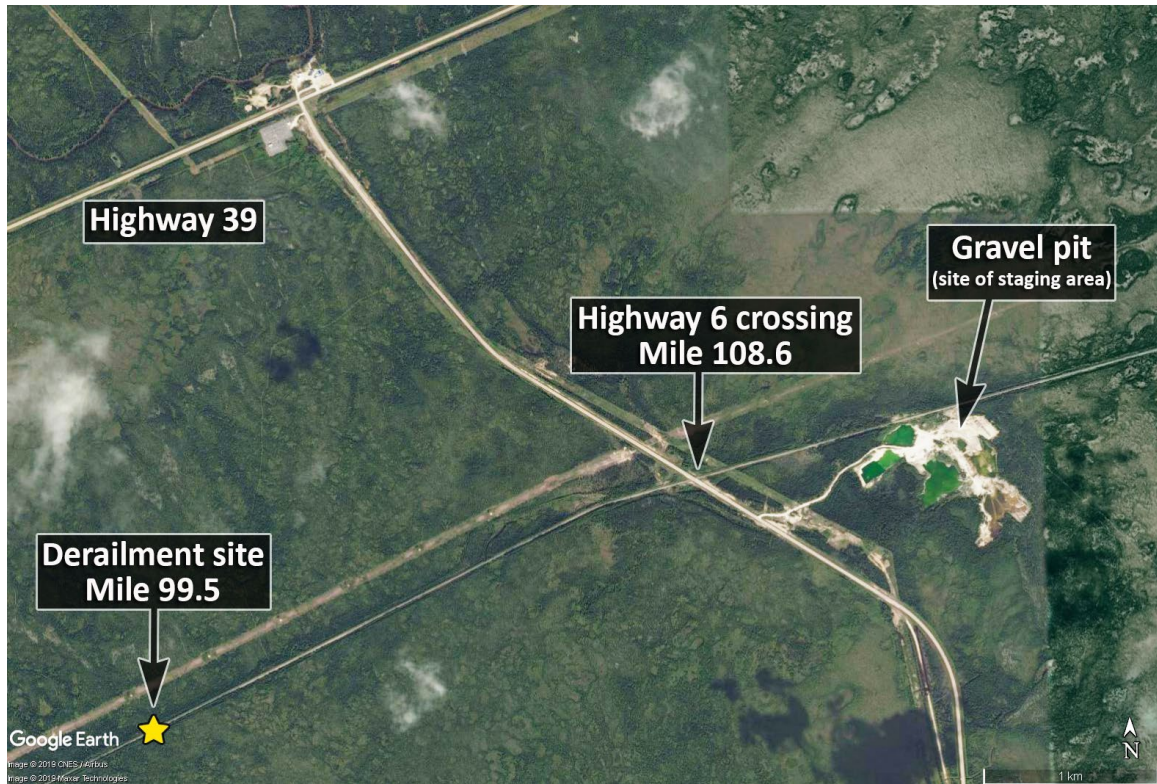 Highway 39
Gravel pit
(site of staging area)
Highway 6 crossing
Mile 108.6
Derailment site
Mile 99.5
Google Earth
Image © 2019 CNES / Airbus
Image © 2019 Maxar Technologies
N
1 km